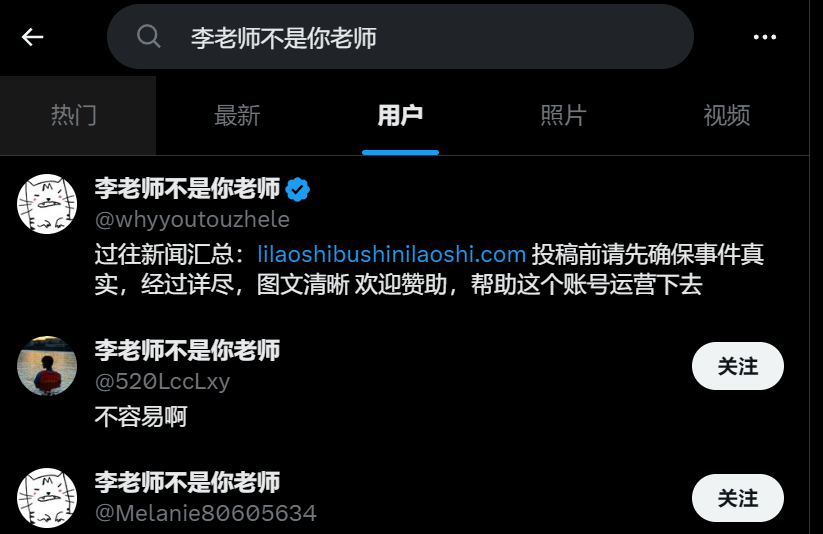 李老师不是你老师
热门 最新 用户 照片 视频
李老师不是你老师
@whyyoutouzhele
过往新闻汇总：lilaoshibushinilaoshi.com 投稿前请先确保事件真
实，经过详尽，图文清晰 欢迎赞助，帮助这个账号运营下去
李老师不是你老师
@520LccLxy
关注
不容易啊
李老师不是你老师
@Melanie80605634
关注